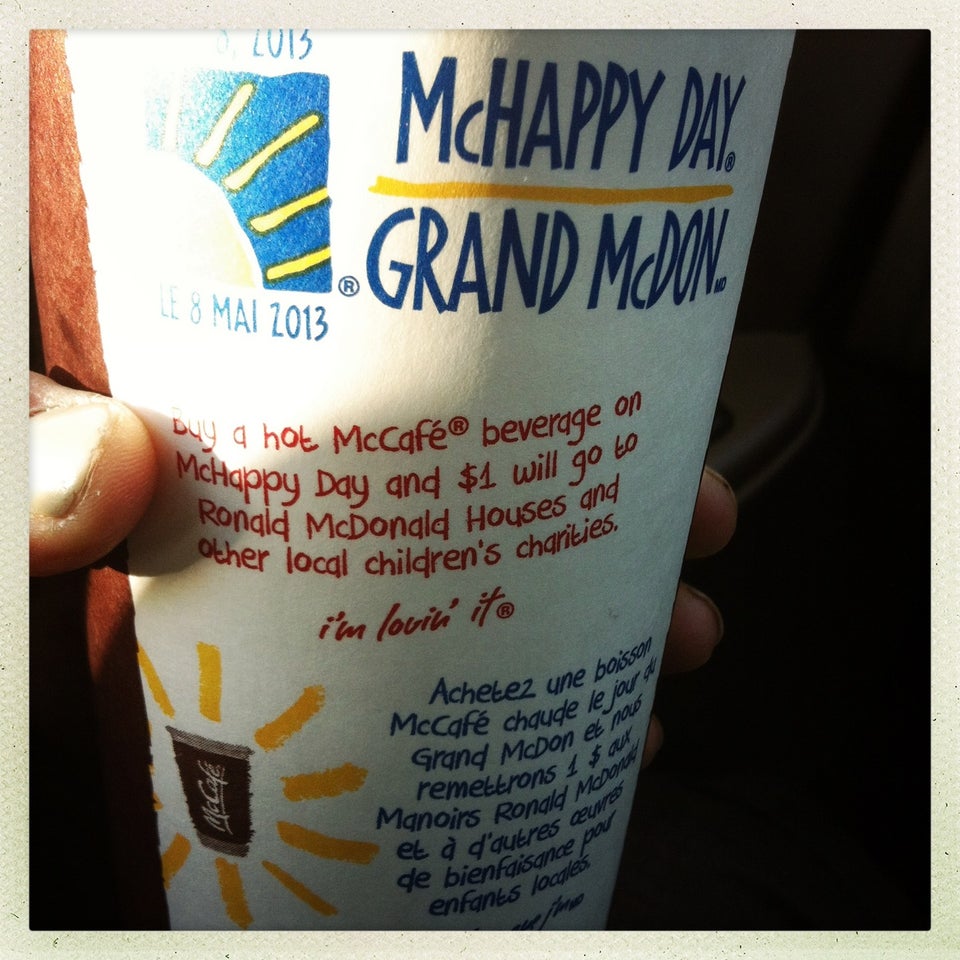 8, 2013
McHAPPY DAY®
GRAND McDON MD
®
LE 8 MAI 2013
Buy a hot McCafé® beverage on
McHappy Day and $1 will go to
Ronald McDonald Houses and
other local children's charities.
i'm lovin' it®
McCafé
Achetez une boisson
McCafé chaude le jour du
Grand McDon et nous
remettrons 1 $ aux
Manoirs Ronald McDonald
et à d'autres œuvres
de bienfaisance pour
enfants locales.
j'm